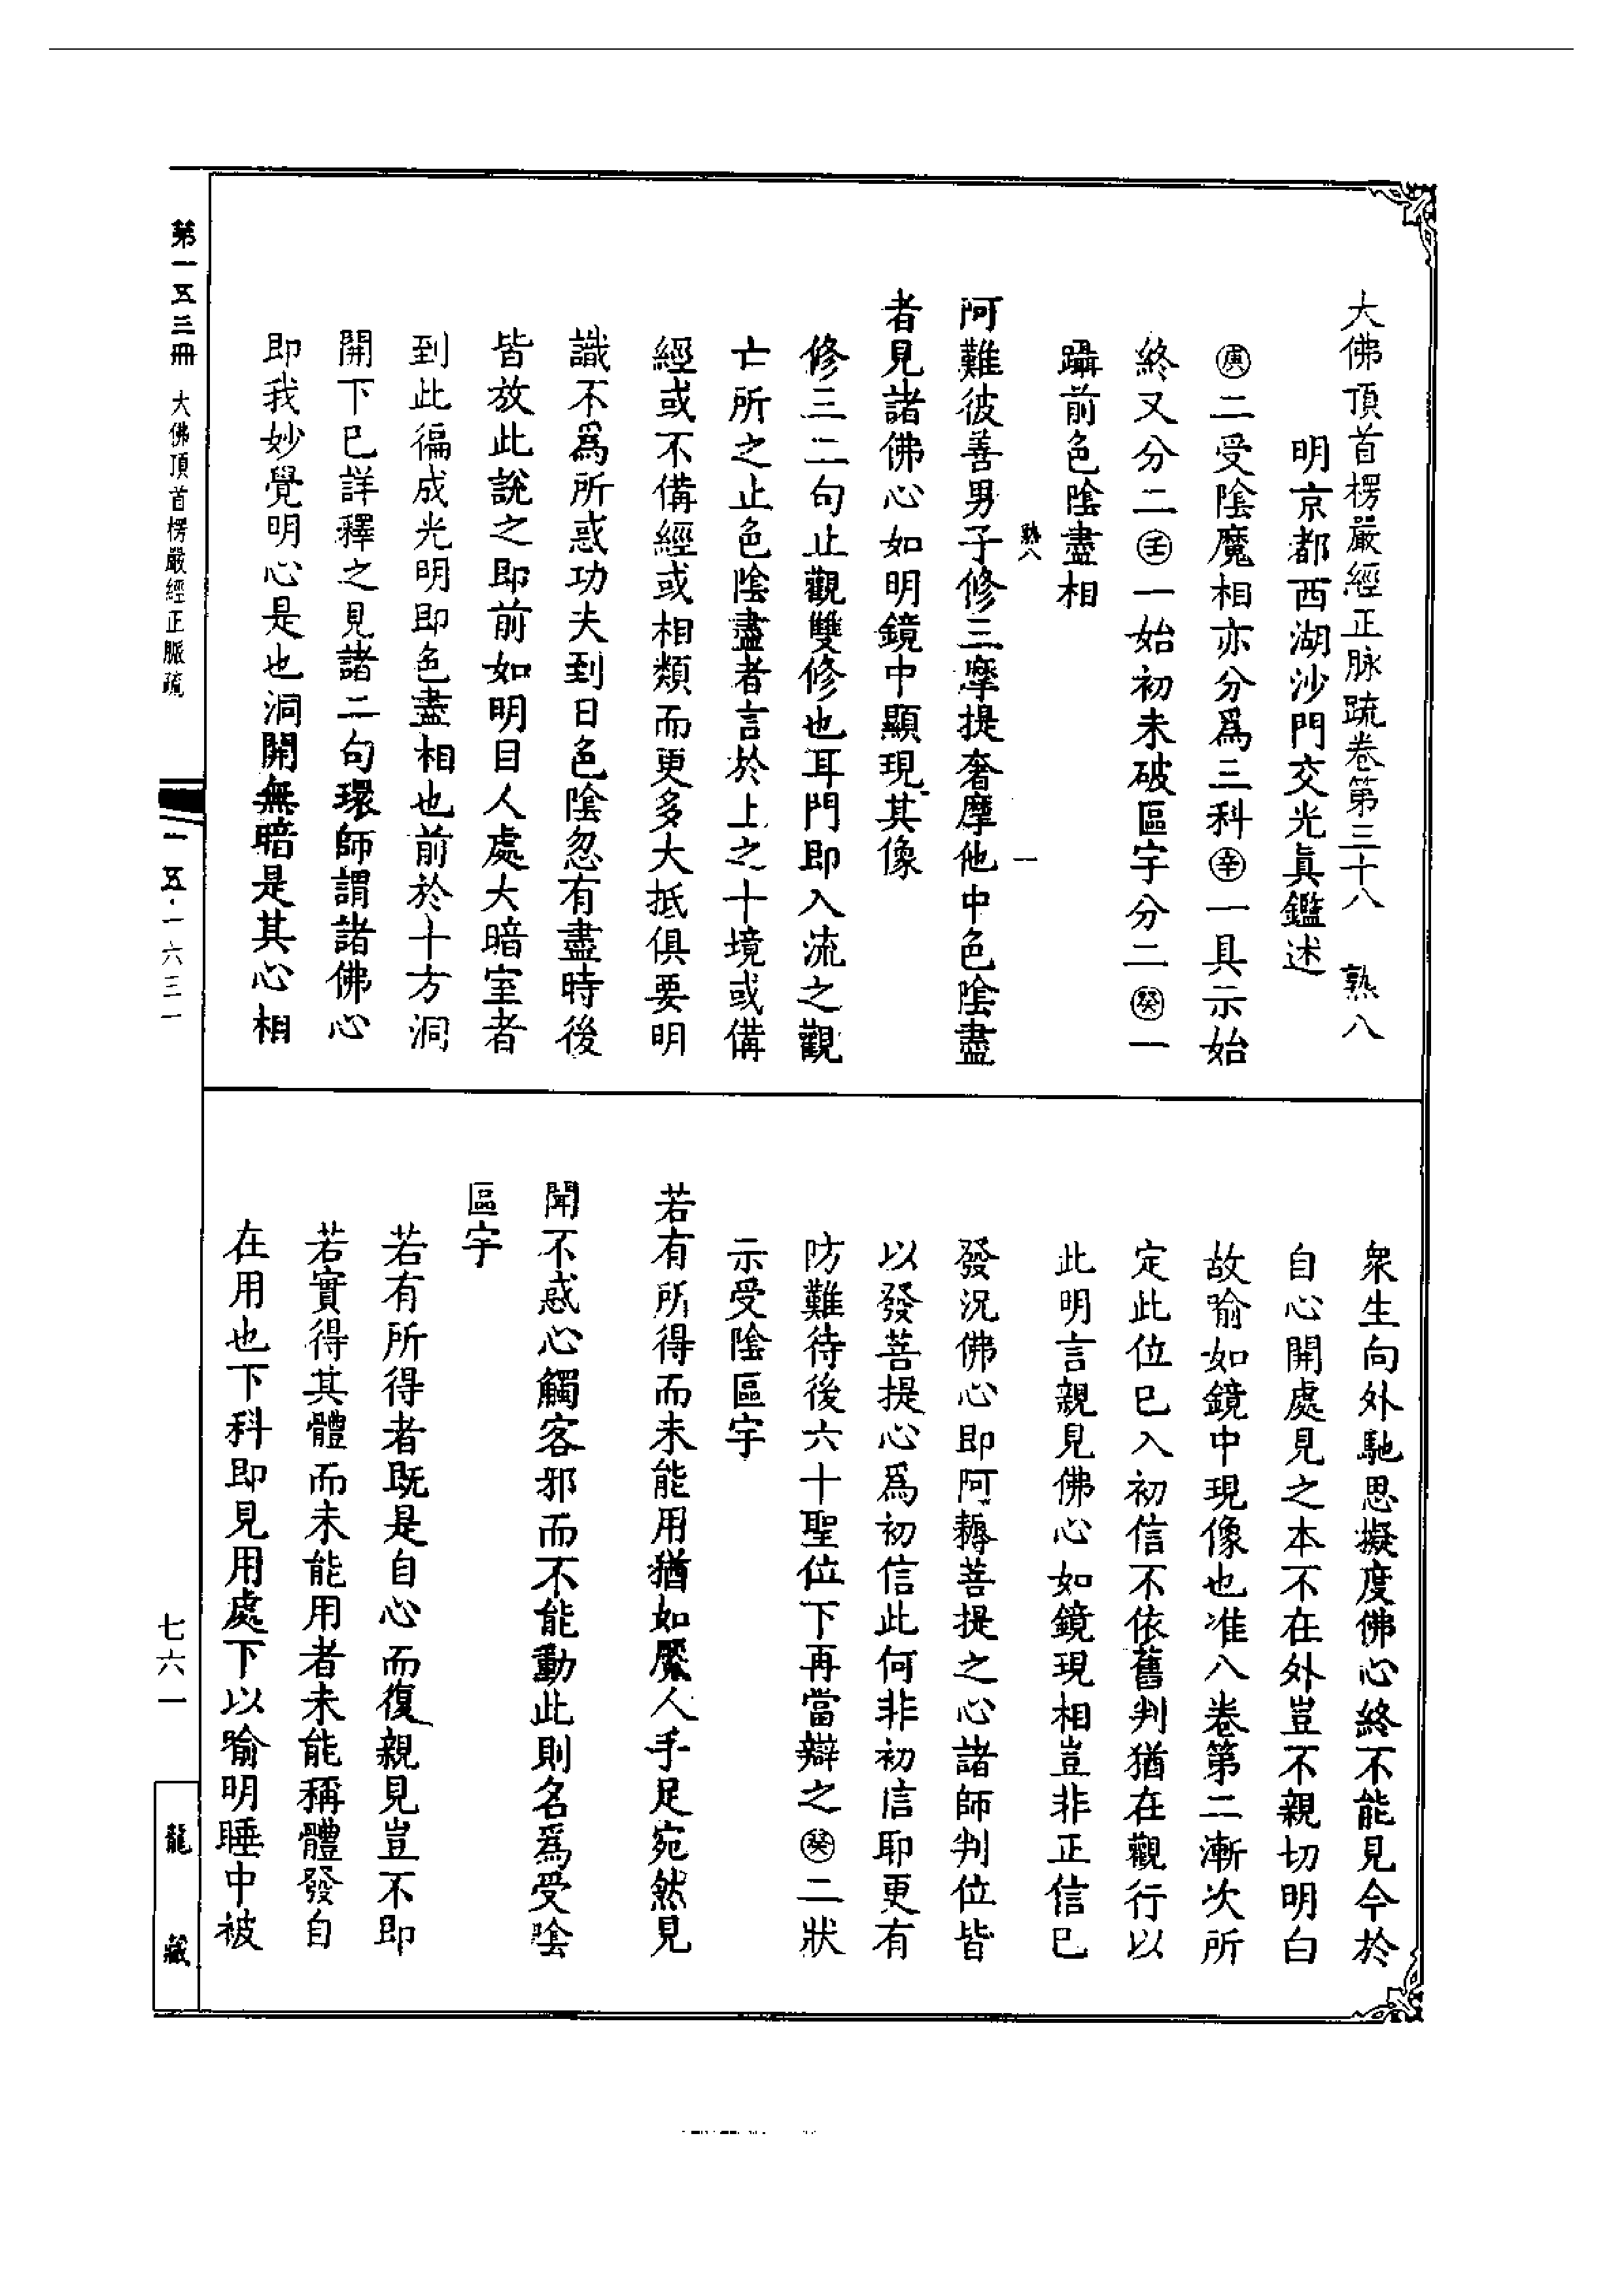 大佛頂首楞嚴經正脉疏卷第三十八　熟八
明京都西湖沙門交光真鑑述
㊮二受陰魔相亦分爲三科㊛一具示始
終又分二㊬一始初未破區宇分二㊭一
躡前色陰盡相
熟八　一
阿難彼善男子修三摩提奢摩他中色陰盡
者見諸佛心如明鏡中顯現其像
修三二句止觀雙修也耳門即入流之觀
亡所之止色陰盡者言於上之十境或備
經或不備經或相類而更多大抵俱要明
識不爲所惑功夫到日色陰忽有盡時後
皆放此說之即前如明目人處大暗室者
到此徧成光明即色盡相也前於十方洞
開下已詳釋之見諸二句環師謂諸佛心
即我妙覺明心是也洞開無暗是其心相
衆生向外馳思擬度佛心終不能見今於
自心開處見之本不在外豈不親切明白
故喻如鏡中現像也准八卷第二漸次所
定此位已入初信不依舊判猶在觀行以
此明言親見佛心如鏡現相豈非正信已
發況佛心即阿耨菩提之心諸師判位皆
以發菩提心爲初信此何非初信耶更有
防難待後六十聖位下再當辯之㊭二狀
示受陰區宇
若有所得而未能用猶如魘人手足宛然見
聞不惑心觸客邪而不能動此則名爲受陰
區宇
若有所得者既是自心而復親見豈不即
若實得其體而未能用者未能稱體發自
在用也下科即見用處下以喻明睡中被
第一五三冊　大佛頂首楞嚴經正脈疏
一五·一六三一
七六一
龍藏